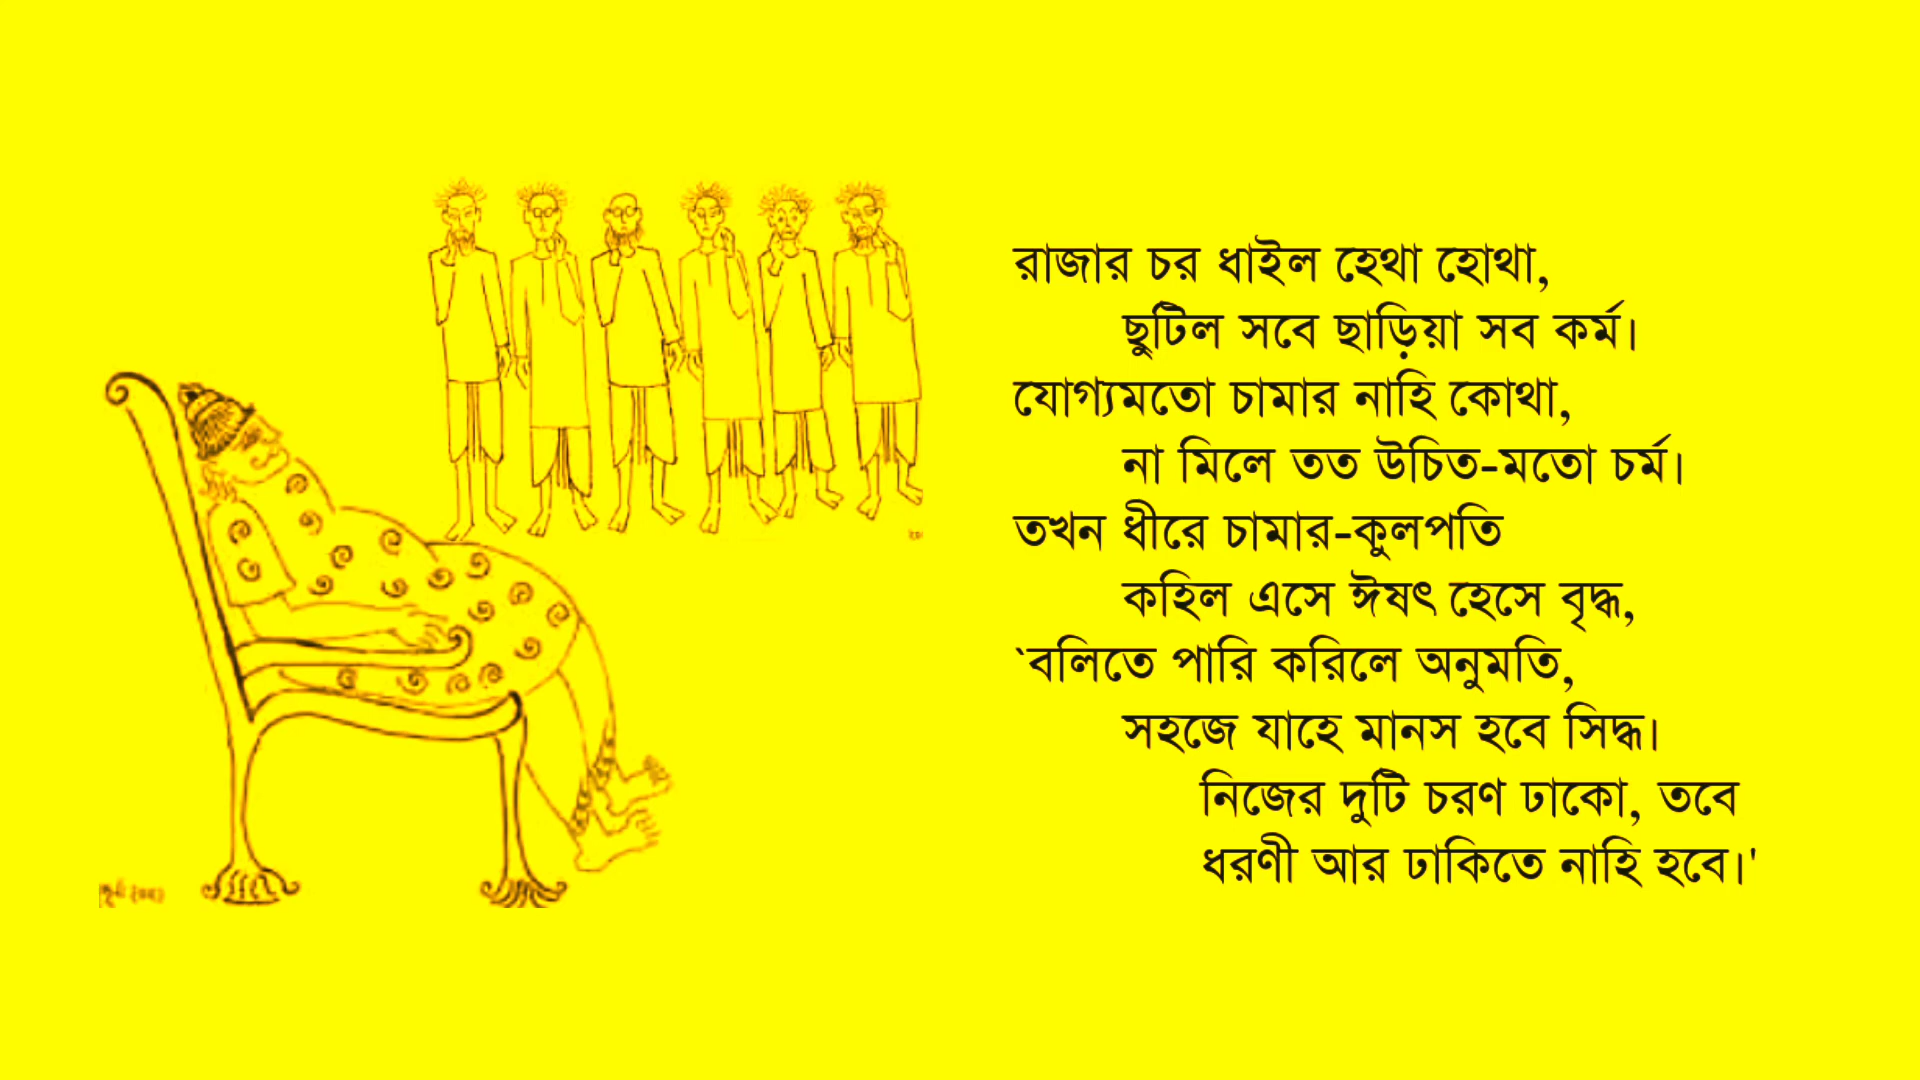 রাজার চর ধাইল হেথা হোথা,
ছুটিল সবে ছাড়িয়া সব কর্ম।
যোগ্যমতো চামার নাহি কোথা,
না মিলে তত উচিত-মতো চর্ম।
তখন ধীরে চামার-কুলপতি
কহিল এসে ঈষৎ হেসে বৃদ্ধ,
`বলিতে পারি করিলে অনুমতি,
সহজে যাহে মানস হবে সিদ্ধ।
নিজের দুটি চরণ ঢাকো, তবে
ধরণী আর ঢাকিতে নাহি হবে।'